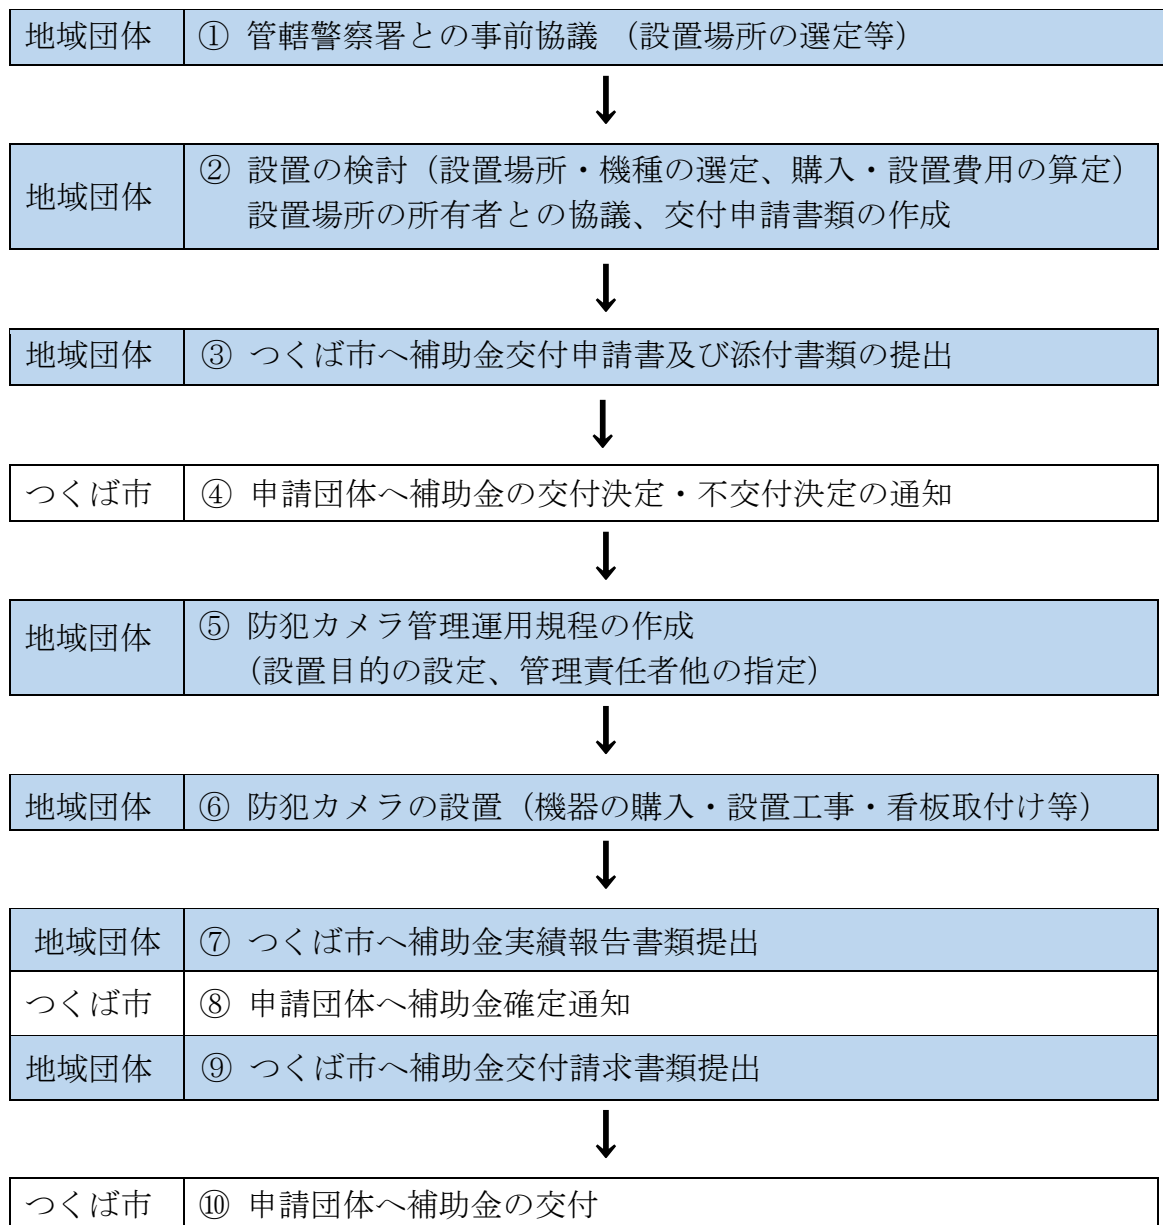 地域団体 ① 管轄警察署との事前協議 （設置場所の選定等）
↓
地域団体 ② 設置の検討（設置場所・機種の選定、購入・設置費用の算定）
設置場所の所有者との協議、交付申請書類の作成
↓
地域団体 ③ つくば市へ補助金交付申請書及び添付書類の提出
↓
つくば市 ④ 申請団体へ補助金の交付決定・不交付決定の通知
↓
地域団体 ⑤ 防犯カメラ管理運用規程の作成
（設置目的の設定、管理責任者他の指定）
↓
地域団体 ⑥ 防犯カメラの設置（機器の購入・設置工事・看板取付け等）
↓
地域団体 ⑦ つくば市へ補助金実績報告書類提出
つくば市 ⑧ 申請団体へ補助金確定通知
地域団体 ⑨ つくば市へ補助金交付請求書類提出
↓
つくば市 ⑩ 申請団体へ補助金の交付